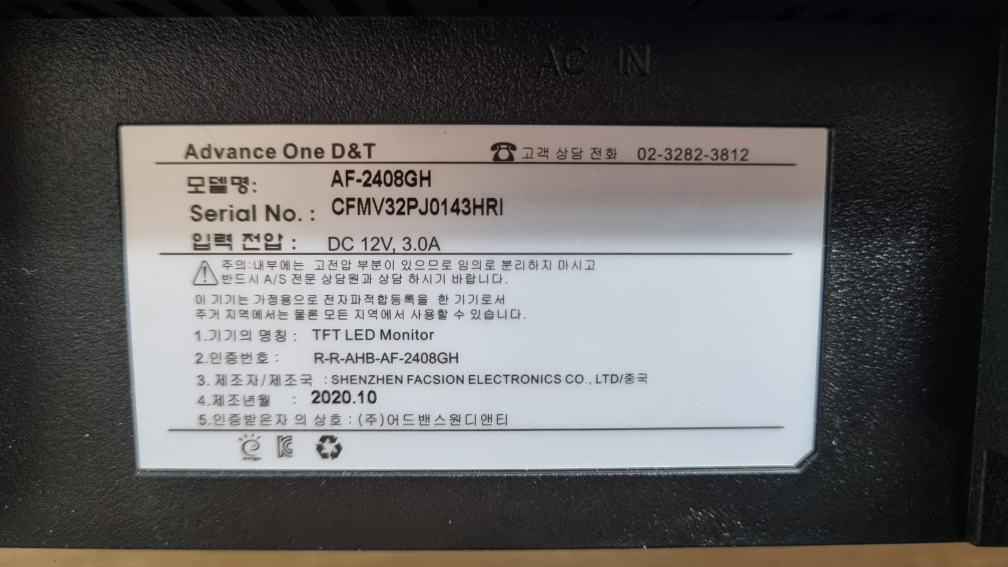 AC IN
Advance One D&T ☎ 고객 상담 전화 02-3282-3812
모델명: AF-2408GH
Serial No. : CFMV32PJ0143HRI
입력 전압 : DC 12V, 3.0A
주의:내부에는 고전압 부분이 있으므로 임의로 분리하지 마시고
반드시 A/S 전문 상담원과 상담 하시기 바랍니다.
이 기기는 가정용으로 전자파적합등록을 한 기기로서
주거 지역에서는 물론 모든 지역에서 사용할 수 있습니다.
1.기기의 명칭 : TFT LED Monitor
2.인증번호 : R-R-AHB-AF-2408GH
3. 제조자/제조국 : SHENZHEN FACSION ELECTRONICS CO., LTD/중국
4.제조년월 : 2020.10
5.인증받은자 의 상호 : (주)어드밴스원디앤티